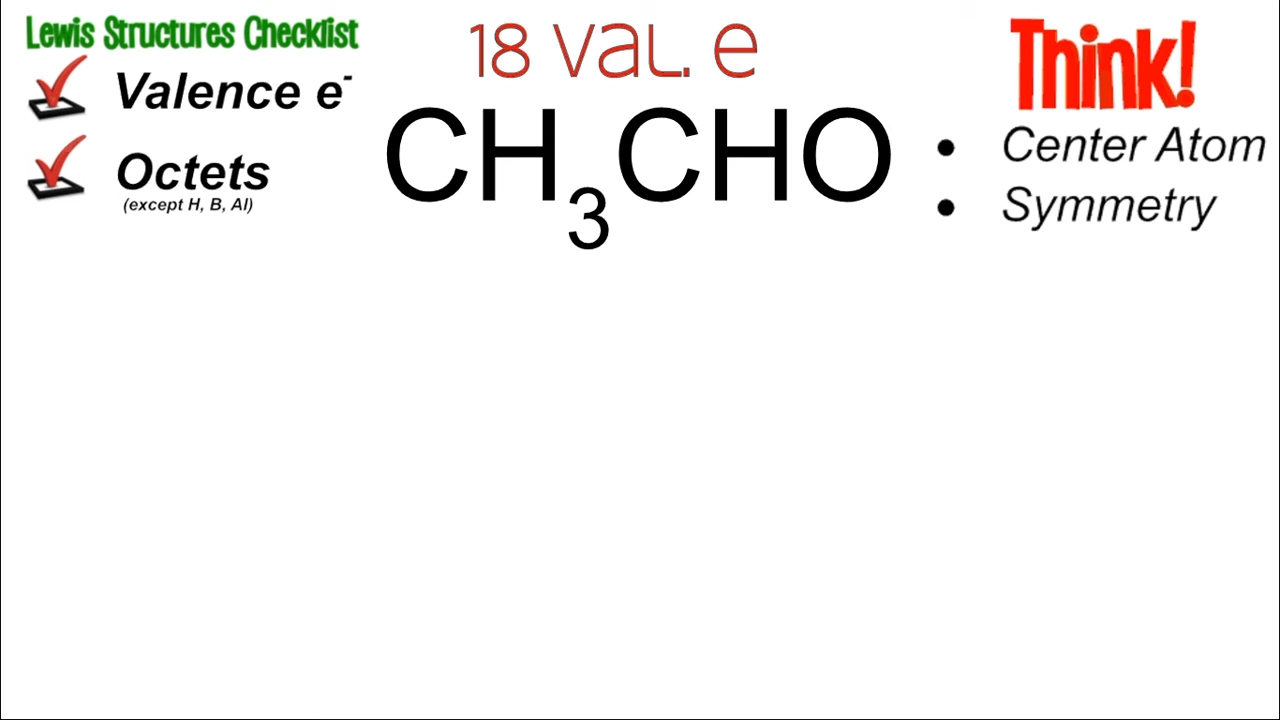 Lewis Structures Checklist
Valence e⁻
Octets
(except H, B, Al)
18 Val. e
CH₃CHO
Think!
• Center Atom
• Symmetry